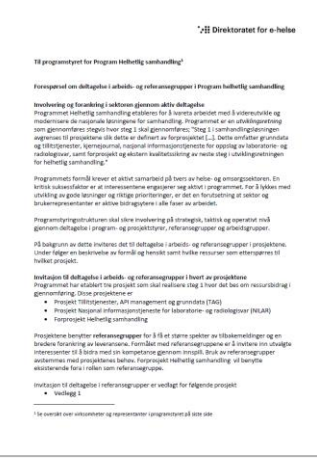 Direktoratet for e-helse
Til programstyret for Program Helhetlig samhandling¹
Forespørsel om deltagelse i arbeids- og referansegrupper i Program helhetlig samhandling
Involvering og forankring i sektoren gjennom aktiv deltagelse
Programmet Helhetlig samhandling etableres for å ivareta arbeidet med å videreutvikle og
modernisere de nasjonale løsningene for samhandling. Programmet er en utviklingsretning
som gjennomføres stegvis hvor steg 1 skal gjennomføres: "Steg 1 i samhandlingsløsningen
avgrenses til prosjektene slik dette er definert av forprosjektet […]. Dette omfatter grunndata
og tillitstjenester, kjernejournal, nasjonal informasjonstjeneste for oppslag av laboratorie- og
radiologisvar, samt forprosjekt og ekstern kvalitetssikring av neste steg i utviklingsretningen
for helhetlig samhandling."
Programmets formål krever et aktivt samarbeid på tvers av helse- og omsorgssektoren. En
kritisk suksessfaktor er at interessentene engasjerer seg aktivt i programmet. For å lykkes med
utvikling av gode løsninger og riktige prioriteringer, er det en forutsetning at sektor og
brukerrepresentanter er aktive bidragsytere i alle faser av arbeidet.
Programstyringsstrukturen skal sikre involvering på strategisk, taktisk og operativt nivå
gjennom deltagelse i program- og prosjektstyrer, referansegrupper og arbeidsgrupper.
På bakgrunn av dette inviteres det til deltagelse i arbeids- og referansegrupper i prosjektene.
Under følger en beskrivelse av formål og hensikt samt hvilke ressurser som etterspørres til
hvilket prosjekt.
Invitasjon til deltagelse i arbeids- og referansegrupper i hvert av prosjektene
Programmet har etablert tre prosjekt som skal realisere steg 1 hvor det bes om ressursbidrag i
gjennomføring. Disse prosjektene er
• Prosjekt Tillitstjenester, API management og grunndata (TAG)
• Prosjekt Nasjonal informasjonstjeneste for laboratorie- og radiologisvar (NILAR)
• Forprosjekt Helhetlig samhandling
Prosjektene benytter referansegrupper for å få et større spekter av tilbakemeldinger og en
bredere forankring av leveransene. Formålet med referansegruppene er å invitere inn utvalgte
interessenter til å bidra med sin kompetanse gjennom innspill. Bruk av referansegrupper
avstemmes med prosjektenes behov. Forprosjekt Helhetlig samhandling vil benytte
eksisterende fora i rollen som referansegruppe.
Invitasjon til deltagelse i referansegrupper er vedlagt for følgende prosjekt
• Vedlegg 1
¹ Se oversikt over virksomheter og representanter i programstyret på siste side